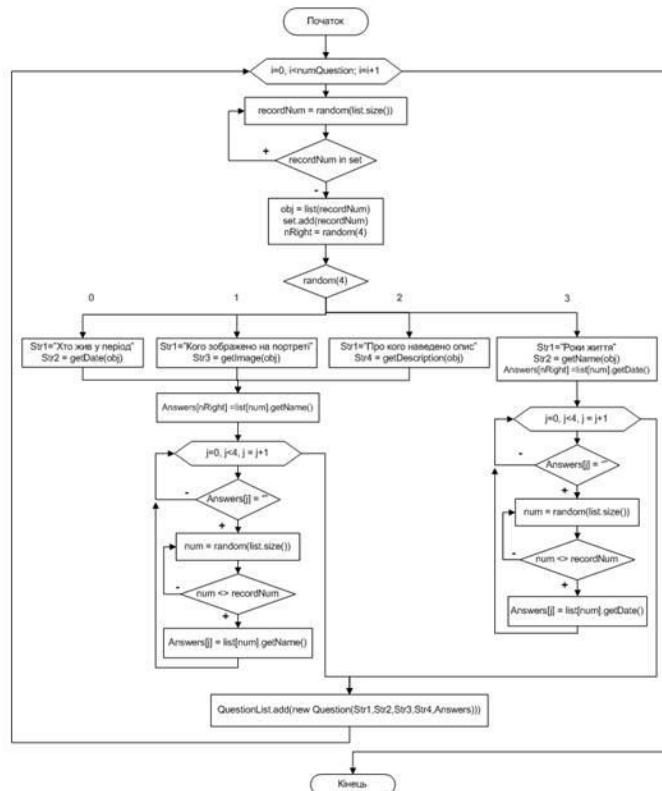 Початок
i=0, i<numQuestion; i=i+1
recordNum = random(list.size())
+
recordNum in set
-
obj = list(recordNum)
set.add(recordNum)
nRight = random(4)
random(4)
0
1
2
3
Str1="Хто жив у період"
Str2 = getDate(obj)
Str1="Кого зображено на портреті
Str3 = getImage(obj)
Str1="Про кого наведено опис"
Str4 = getDescription(obj)
Str1="Роки життя"
Str2 = getName(obj)
Answers[nRight] =list[num].getDate()
Answers[nRight] =list[num].getName()
j=0, j<4, j = j+1
-
Answers[j] = ""
+
num = random(list.size())
-
num <> recordNum
+
Answers[j] = list[num].getName()
j=0, j<4, j = j+1
-
Answers[j] = ""
+
num = random(list.size())
-
num <> recordNum
+
Answers[j] = list[num].getDate()
QuestionList.add(new Question(Str1,Str2,Str3,Str4,Answers)))
Кінець